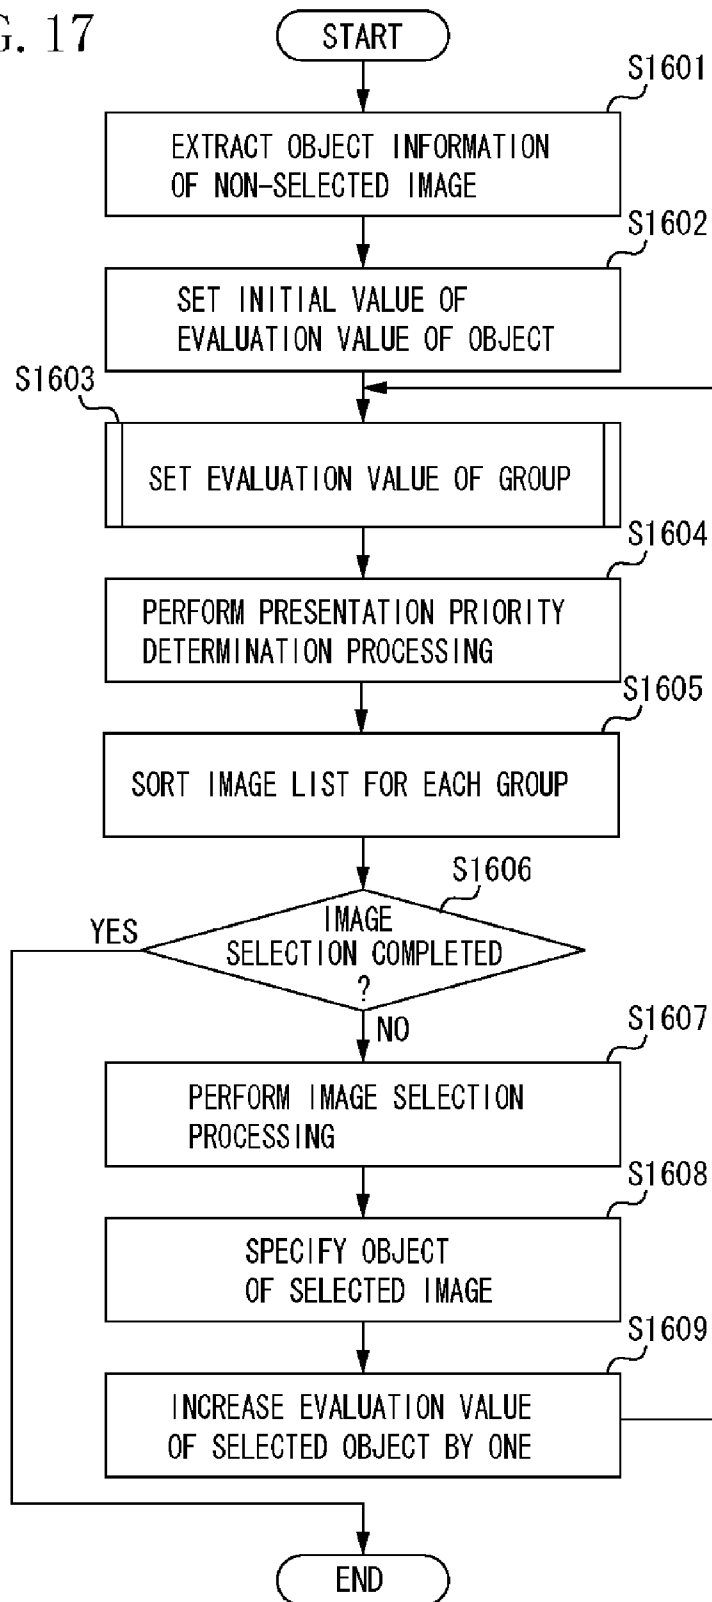 G. 17
START
S1601
EXTRACT OBJECT INFORMATION
OF NON-SELECTED IMAGE
S1602
SET INITIAL VALUE OF
EVALUATION VALUE OF OBJECT
S1603
SET EVALUATION VALUE OF GROUP
S1604
PERFORM PRESENTATION PRIORITY
DETERMINATION PROCESSING
S1605
SORT IMAGE LIST FOR EACH GROUP
S1606
YES
IMAGE
SELECTION COMPLETED
?
NO
S1607
PERFORM IMAGE SELECTION
PROCESSING
S1608
SPECIFY OBJECT
OF SELECTED IMAGE
S1609
INCREASE EVALUATION VALUE
OF SELECTED OBJECT BY ONE
END